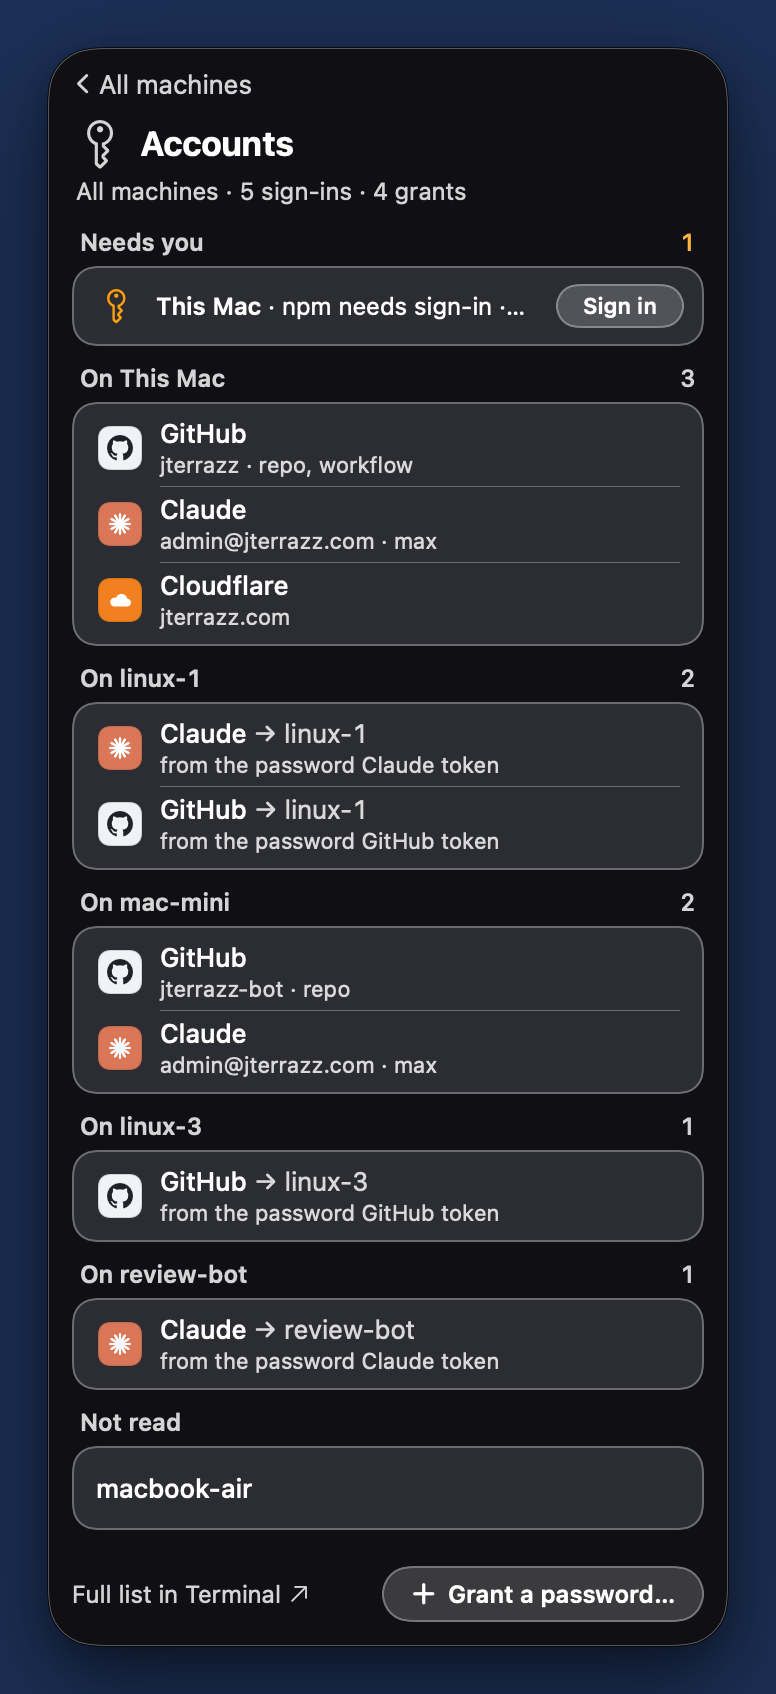 All machines
Accounts
All machines · 5 sign-ins · 4 grants
Needs you 1
This Mac · npm needs sign-in ·... Sign in
On This Mac 3
GitHub
jterrazz · repo, workflow
Claude
admin@jterrazz.com · max
Cloudflare
jterrazz.com
On linux-1 2
Claude → linux-1
from the password Claude token
GitHub → linux-1
from the password GitHub token
On mac-mini 2
GitHub
jterrazz-bot · repo
Claude
admin@jterrazz.com · max
On linux-3 1
GitHub → linux-3
from the password GitHub token
On review-bot 1
Claude → review-bot
from the password Claude token
Not read
macbook-air
Full list in Terminal ↗ + Grant a password...